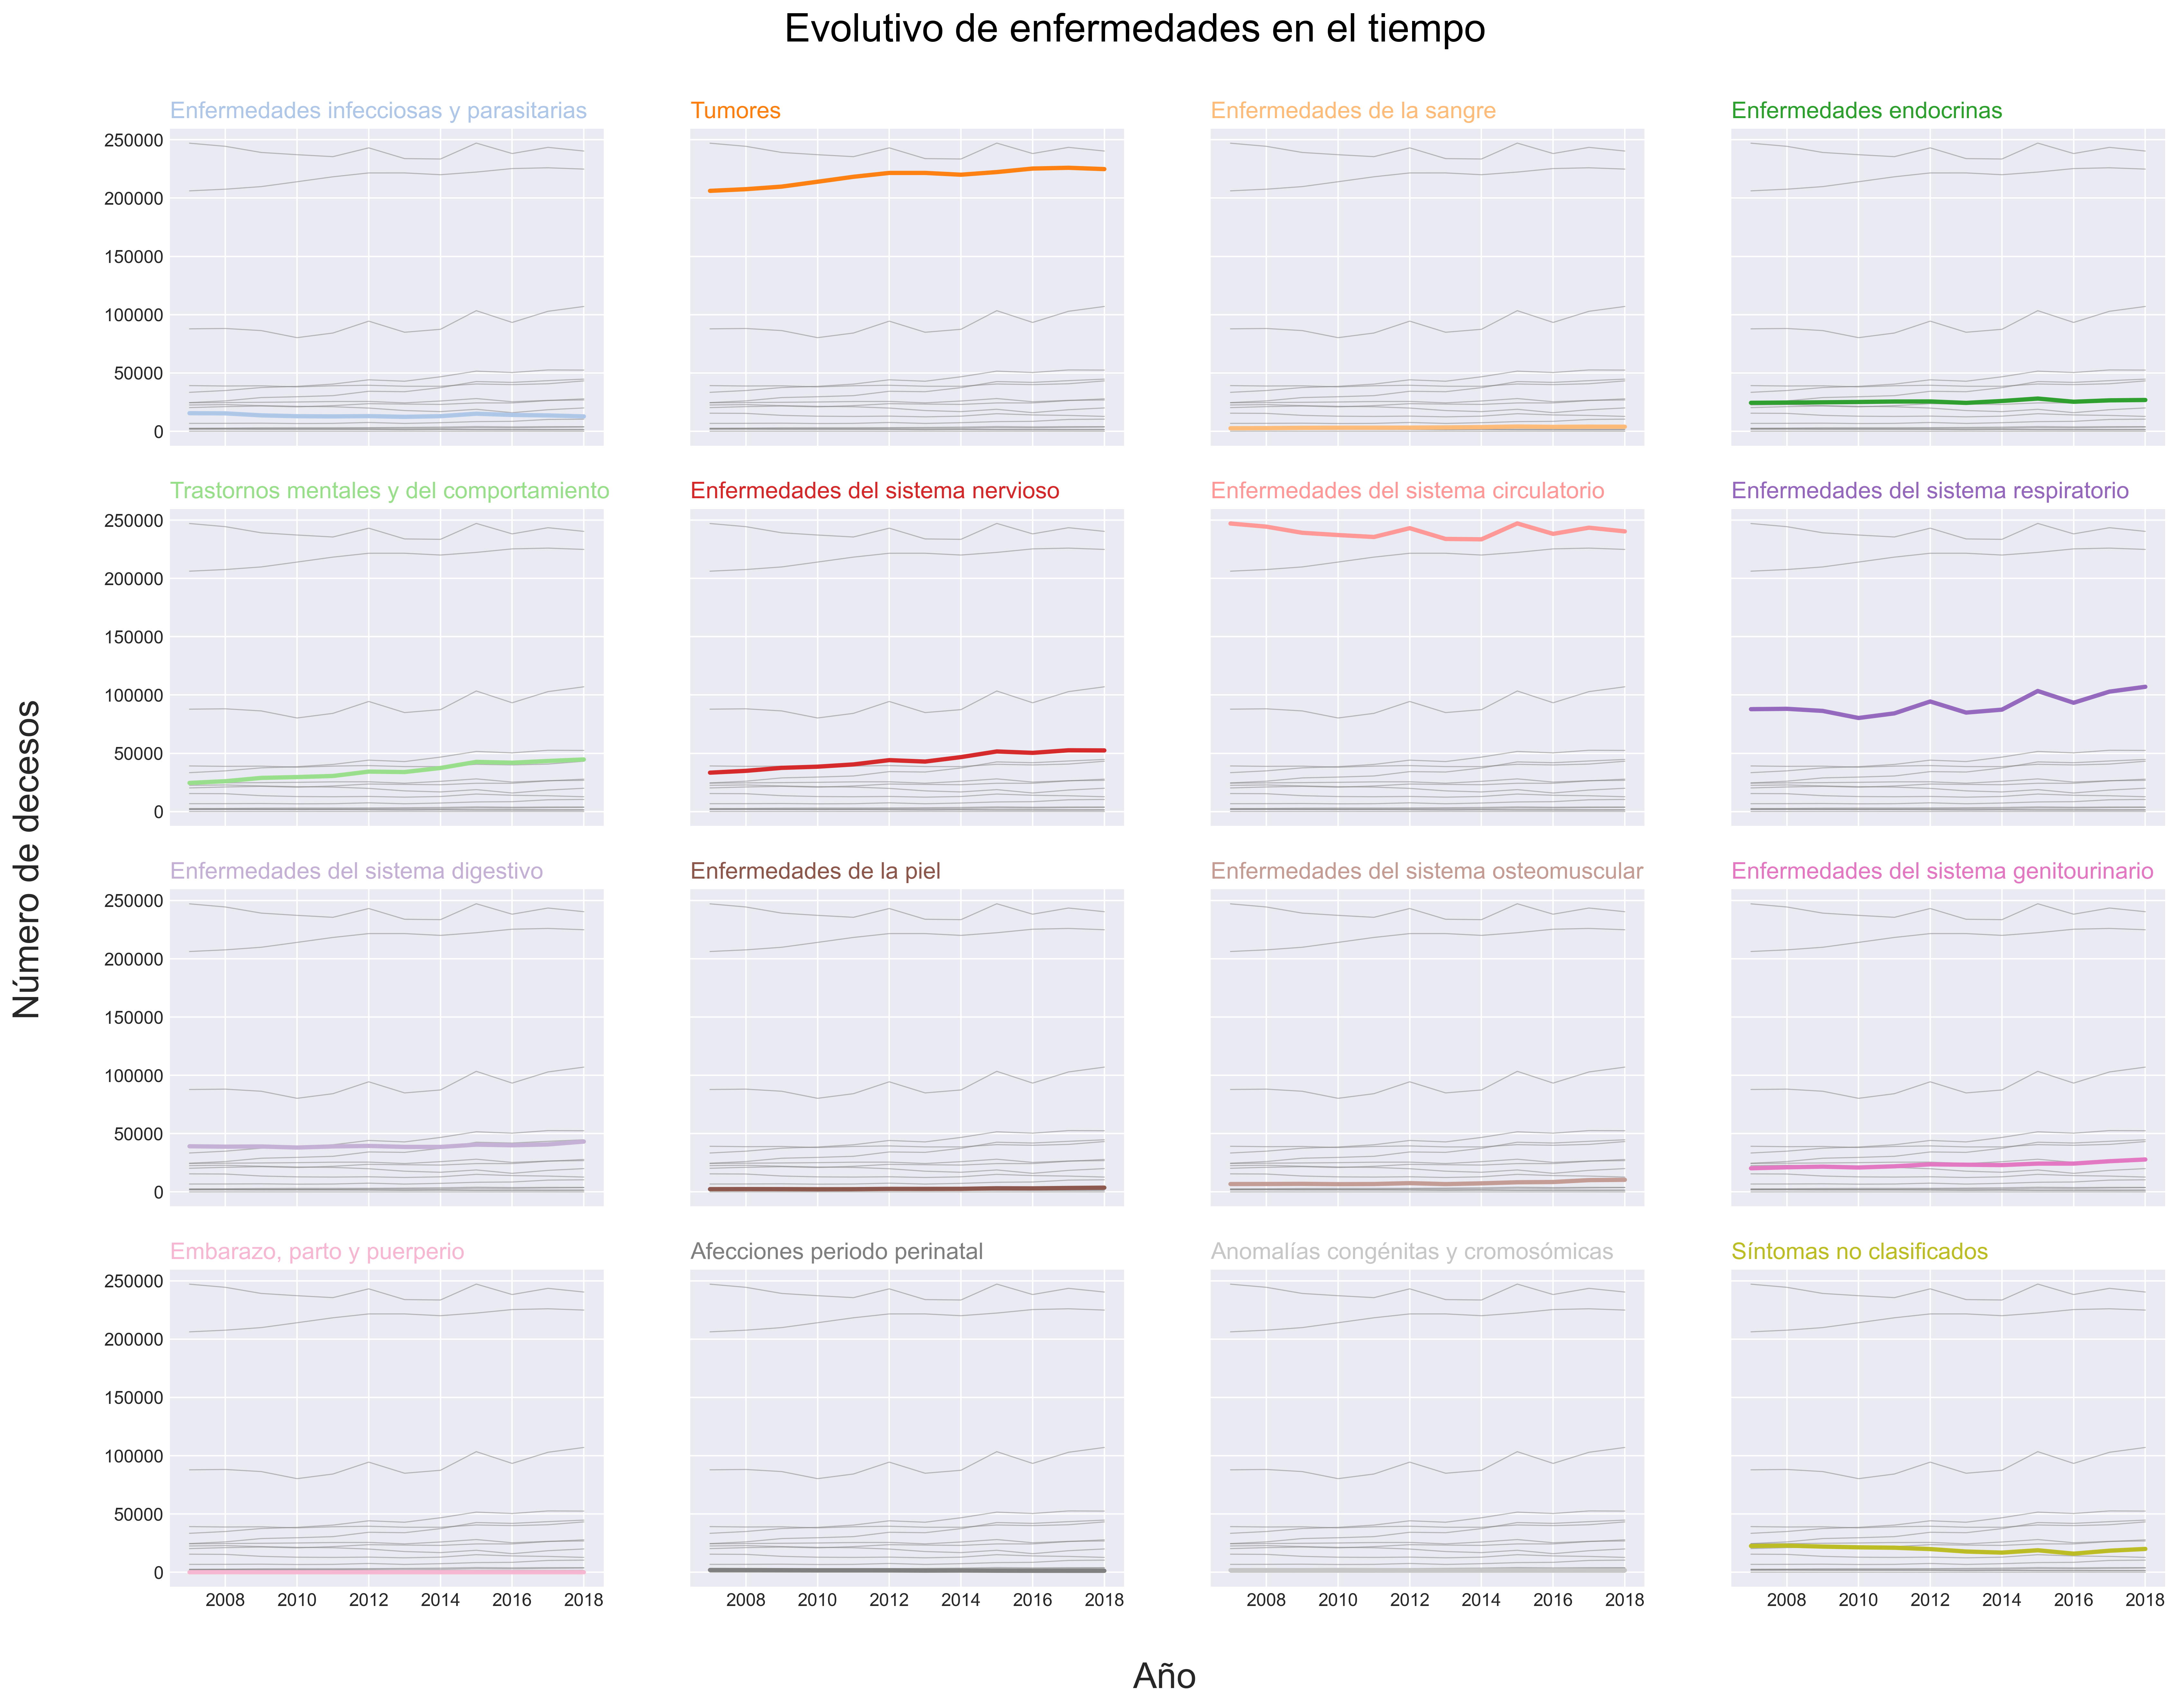 Evolutivo de enfermedades en el tiempo
Enfermedades infecciosas y parasitarias
Tumores
Enfermedades de la sangre
Enfermedades endocrinas
250000
200000
150000
100000
50000
0
Trastornos mentales y del comportamiento
Enfermedades del sistema nervioso
Enfermedades del sistema circulatorio
Enfermedades del sistema respiratorio
250000
200000
150000
100000
50000
0
Número de decesos
Enfermedades del sistema digestivo
Enfermedades de la piel
Enfermedades del sistema osteomuscular
Enfermedades del sistema genitourinario
250000
200000
150000
100000
50000
0
Embarazo, parto y puerperio
Afecciones periodo perinatal
Anomalías congénitas y cromosómicas
Síntomas no clasificados
250000
200000
150000
100000
50000
0
2008 2010 2012 2014 2016 2018
2008 2010 2012 2014 2016 2018
2008 2010 2012 2014 2016 2018
2008 2010 2012 2014 2016 2018
Año